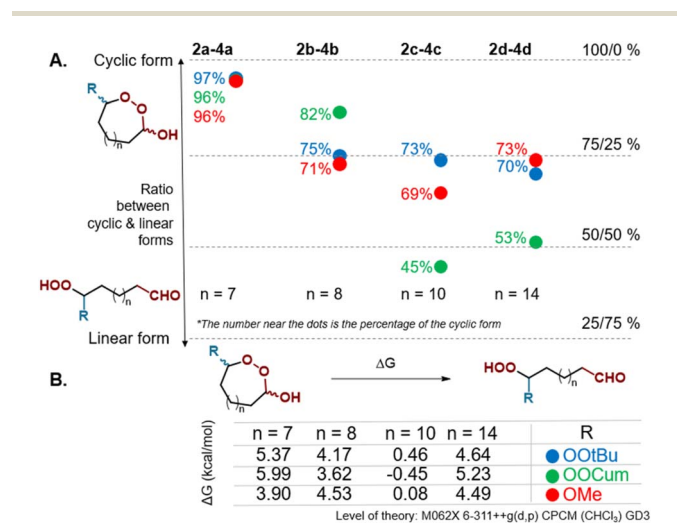 A.
2a-4a 2b-4b 2c-4c 2d-4d 100/0 %
Cyclic form
R
O
O
OH
n
97%
96%
96%
82%
75%
71%
73%
69%
45%
73%
70%
53%
75/25 %
Ratio
between
cyclic & linear
forms
50/50 %
HOO
R
n
CHO
n = 7 n = 8 n = 10 n = 14
*The number near the dots is the percentage of the cyclic form
25/75 %
Linear form
B.
R
O
O
OH
n
ΔG
HOO
R
n
CHO
ΔG (kcal/mol)
n = 7 n = 8 n = 10 n = 14 R
5.37 4.17 0.46 4.64 OOtBu
5.99 3.62 -0.45 5.23 OOCum
3.90 4.53 0.08 4.49 OMe
Level of theory: M062X 6-311++g(d,p) CPCM (CHCl₃) GD3